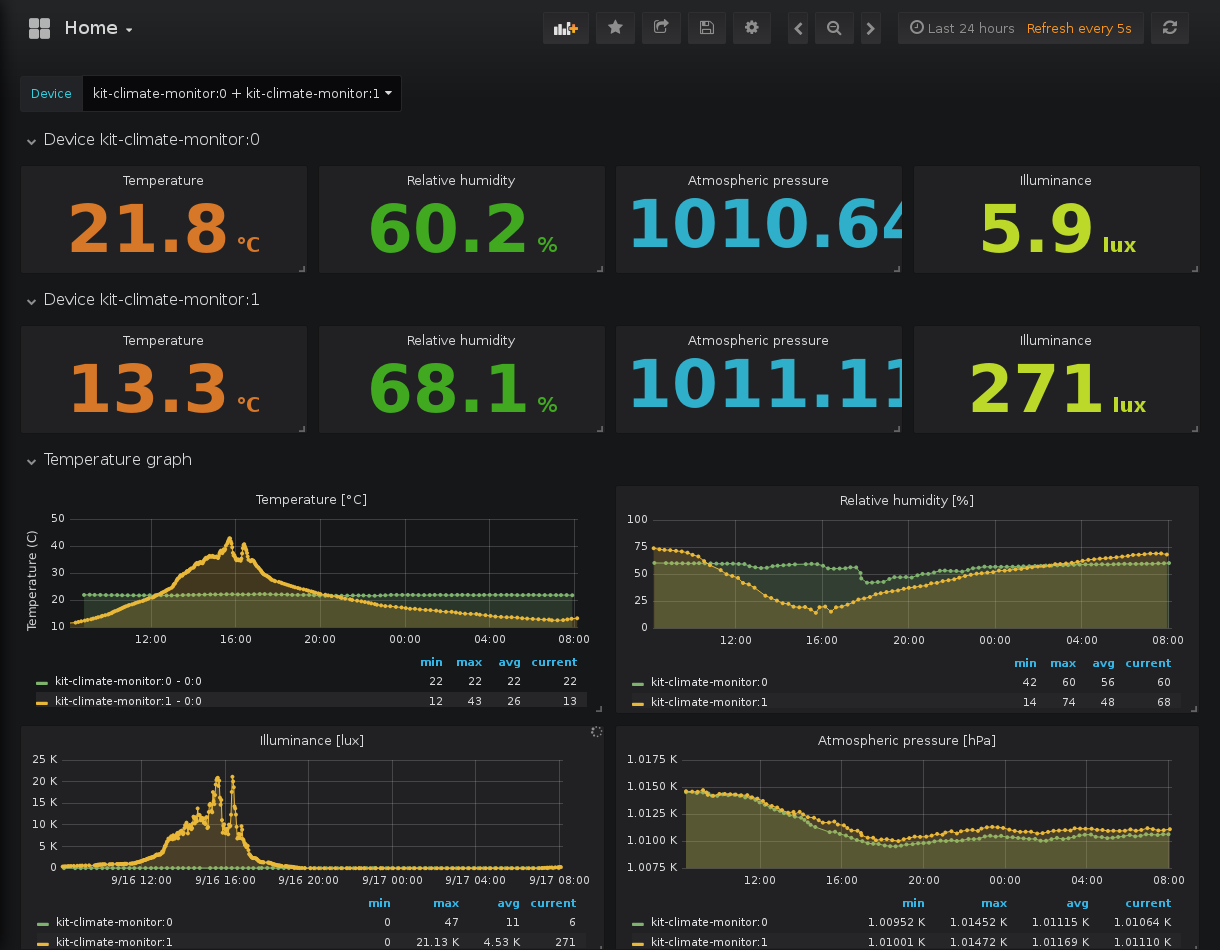 Home
Last 24 hours Refresh every 5s
Device kit-climate-monitor:0 + kit-climate-monitor:1
Device kit-climate-monitor:0
Temperature Relative humidity Atmospheric pressure Illuminance
21.8 °C 60.2 % 1010.64 5.9 lux
Device kit-climate-monitor:1
Temperature Relative humidity Atmospheric pressure Illuminance
13.3 °C 68.1 % 1011.11 271 lux
Temperature graph
Temperature [°C]
Temperature (C)
50
40
30
20
10
12:00 16:00 20:00 00:00 04:00 08:00
min max avg current
kit-climate-monitor:0 - 0:0 22 22 22 22
kit-climate-monitor:1 - 0:0 12 43 26 13
Relative humidity [%]
100
75
50
25
0
12:00 16:00 20:00 00:00 04:00 08:00
min max avg current
kit-climate-monitor:0 42 60 56 60
kit-climate-monitor:1 14 74 48 68
Illuminance [lux]
25 K
20 K
15 K
10 K
5 K
0
9/16 12:00 9/16 16:00 9/16 20:00 9/17 00:00 9/17 04:00 9/17 08:00
min max avg current
kit-climate-monitor:0 0 47 11 6
kit-climate-monitor:1 0 21.13 K 4.53 K 271
Atmospheric pressure [hPa]
1.0175 K
1.0150 K
1.0125 K
1.0100 K
1.0075 K
12:00 16:00 20:00 00:00 04:00 08:00
min max avg current
kit-climate-monitor:0 1.00952 K 1.01452 K 1.01115 K 1.01064 K
kit-climate-monitor:1 1.01001 K 1.01472 K 1.01169 K 1.01110 K